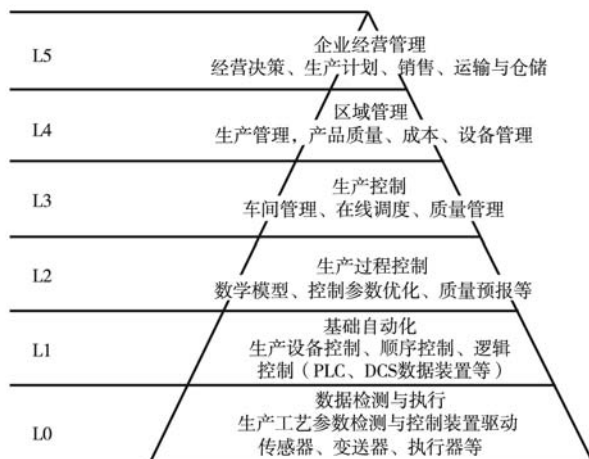 L5
企业经营管理
经营决策、生产计划、销售、运输与仓储
L4
区域管理
生产管理，产品质量、成本、设备管理
L3
生产控制
车间管理、在线调度、质量管理
L2
生产过程控制
数学模型、控制参数优化、质量预报等
L1
基础自动化
生产设备控制、顺序控制、逻辑
控制（PLC、DCS数据装置等）
L0
数据检测与执行
生产工艺参数检测与控制装置驱动
传感器、变送器、执行器等